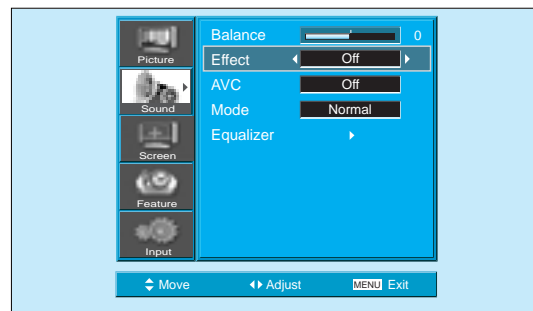 Picture
Sound
Screen
Feature
Input
Balance 0
Effect Off
AVC Off
Mode Normal
Equalizer
Move Adjust MENU Exit